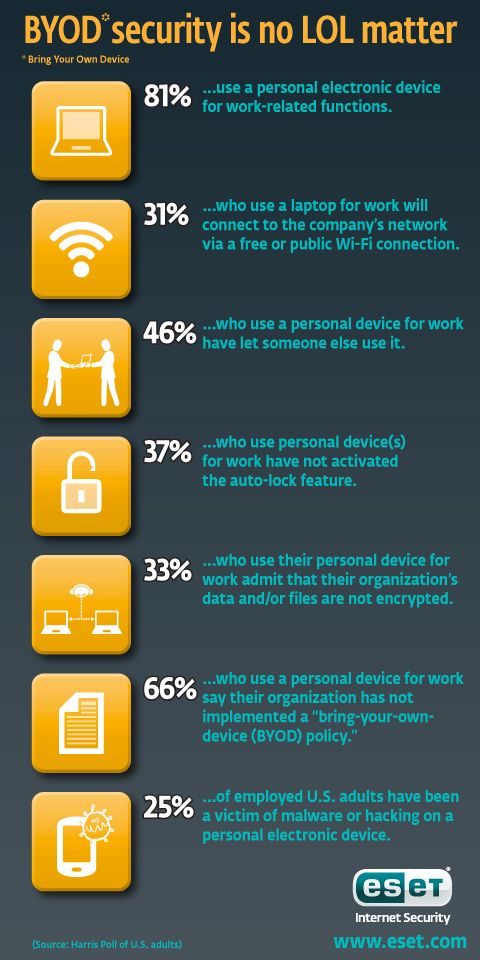 BYOD* security is no LOL matter
* Bring Your Own Device
81% ...use a personal electronic device
for work-related functions.
31% ...who use a laptop for work will
connect to the company's network
via a free or public Wi-Fi connection.
46% ...who use a personal device for work
have let someone else use it.
37% ...who use personal device(s)
for work have not activated
the auto-lock feature.
33% ...who use their personal device for
work admit that their organization's
data and/or files are not encrypted.
66% ...who use a personal device for work
say their organization has not
implemented a "bring-your-own-
device (BYOD) policy."
25% ...of employed U.S. adults have been
a victim of malware or hacking on a
personal electronic device.
eseT®
Internet Security
(Source: Harris Poll of U.S. adults)
www.eset.com